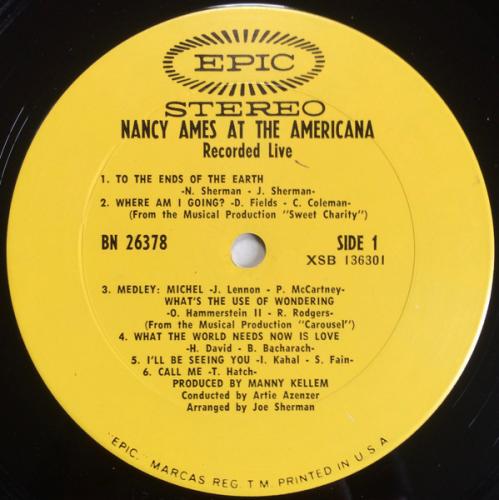 EPIC
STEREO
NANCY AMES AT THE AMERICANA
Recorded Live
1. TO THE ENDS OF THE EARTH
-N. Sherman - J. Sherman-
2. WHERE AM I GOING? -D. Fields - C. Coleman-
(From the Musical Production "Sweet Charity")
BN 26378
SIDE 1
XSB 136301
3. MEDLEY: MICHEL -J. Lennon - P. McCartney-
WHAT'S THE USE OF WONDERING
-O. Hammerstein II - R. Rodgers-
(From the Musical Production "Carousel")
4. WHAT THE WORLD NEEDS NOW IS LOVE
-H. David - B. Bacharach-
5. I'LL BE SEEING YOU -I. Kahal - S. Fain-
6. CALL ME -T. Hatch-
PRODUCED BY MANNY KELLEM
Conducted by Artie Azenzer
Arranged by Joe Sherman
EPIC, MARCAS REG. T M. PRINTED IN U.S.A